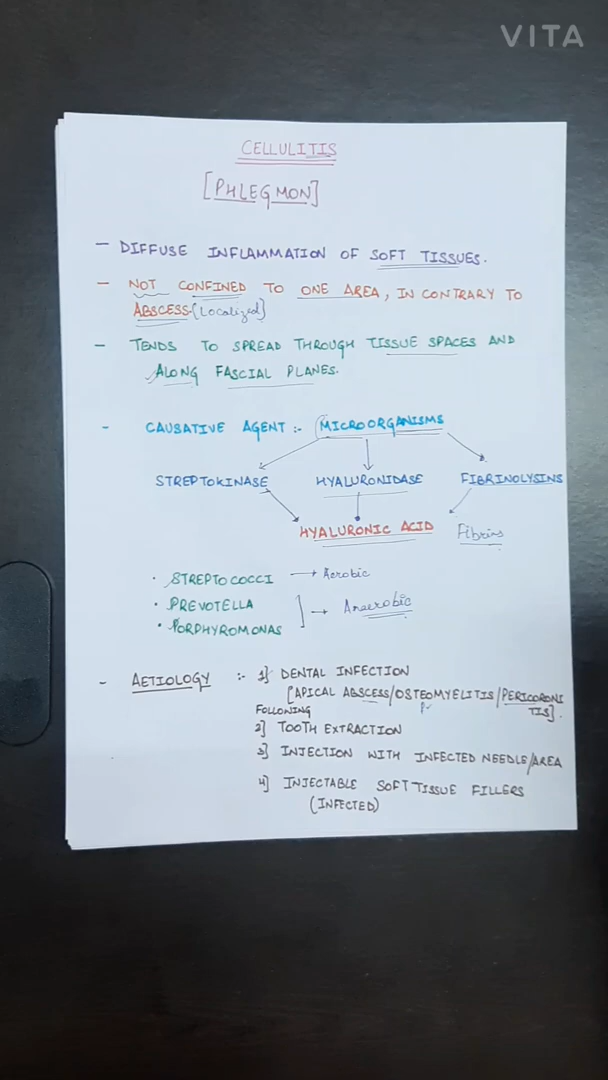 VITA
CELLULITIS
[PHLEGMON]
- DIFFUSE INFLAMMATION OF SOFT TISSUES.
- NOT CONFINED TO ONE AREA, IN CONTRARY TO
ABSCESS (Localized)
- TENDS TO SPREAD THROUGH TISSUE SPACES AND
ALONG FASCIAL PLANES.
- CAUSATIVE AGENT :- MICROORGANISMS
STREPTOKINASE HYALURONIDASE FIBRINOLYSINS
HYALURONIC ACID Fibrins
• STREPTOCOCCI → Aerobic
• PREVOTELLA
→ Anaerobic
• PORPHYROMONAS
- AETIOLOGY :- 1] DENTAL INFECTION
[APICAL ABSCESS/OSTEOMYELITIS/PERICORONI
TIS].
FOLLONING
2] TOOTH EXTRACTION
3] INJECTION WITH INFECTED NEEDLE/AREA
4] INJECTABLE SOFT TISSUE FILLERS
(INFECTED)